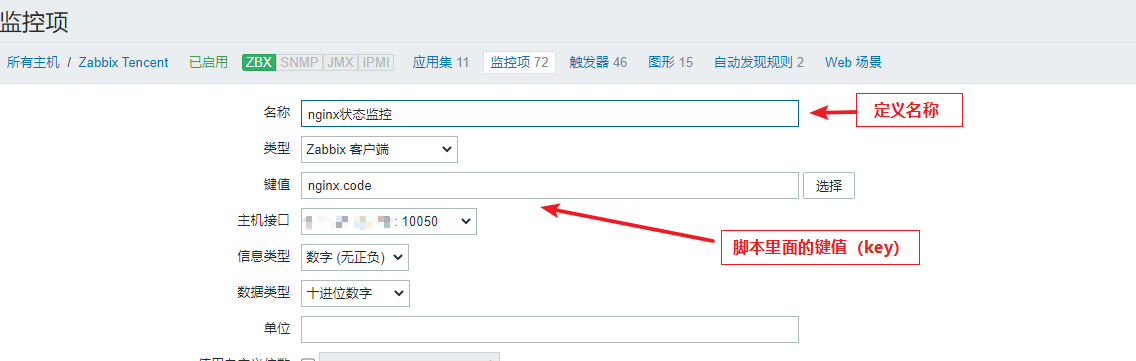 监控项
所有主机 / Zabbix Tencent 已启用 ZBX SNMP JMX IPMI 应用集 11 监控项 72 触发器 46 图形 15 自动发现规则 2 Web 场景
名称 nginx状态监控 定义名称
类型 Zabbix 客户端
键值 nginx.code 选择
主机接口 : 10050
脚本里面的键值（key）
信息类型 数字 (无正负)
数据类型 十进位数字
单位